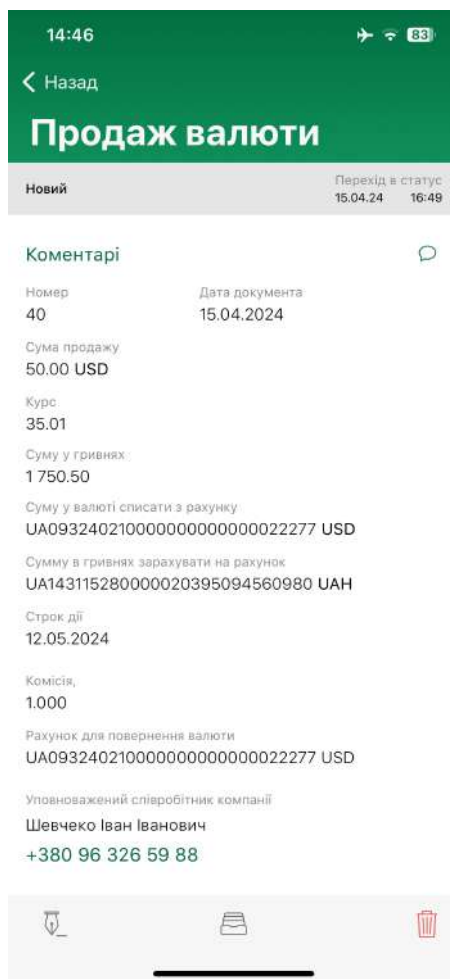 14:46
83
Назад
Продаж валюти
Новий
Перехід в статус
15.04.24 16:49
Коментарі
Номер Дата документа
40 15.04.2024
Сума продажу
50.00 USD
Курс
35.01
Суму у гривнях
1 750.50
Суму у валюті списати з рахунку
UA093240210000000000000022277 USD
Сумму в гривнях зарахувати на рахунок
UA143115280000020395094560980 UAH
Строк дії
12.05.2024
Комісія,
1.000
Рахунок для повернення валюти
UA093240210000000000000022277 USD
Уповноважений співробітник компанії
Шевчеко Іван Іванович
+380 96 326 59 88